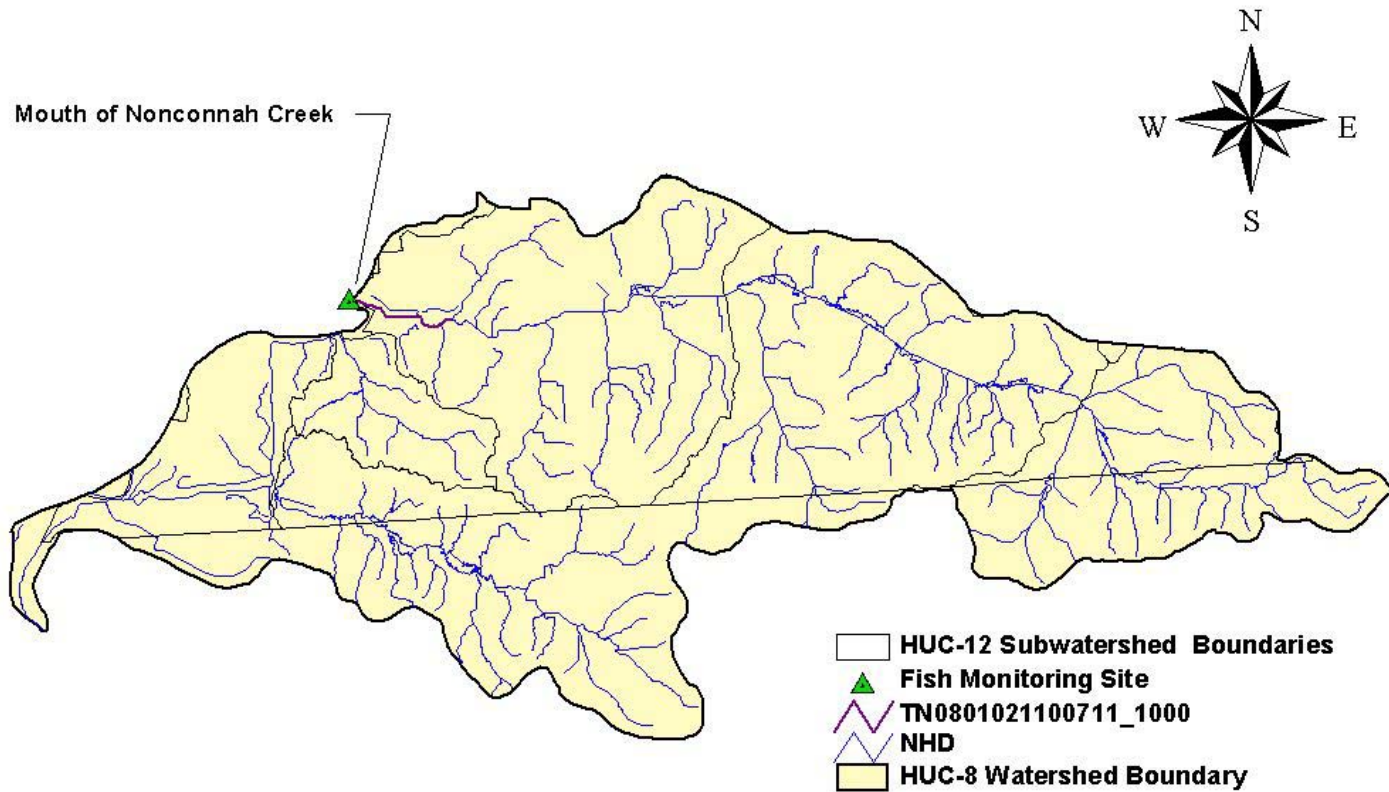 N
Mouth of Nonconnah Creek
W E
S
HUC-12 Subwatershed Boundaries
Fish Monitoring Site
TN0801021100711_1000
NHD
HUC-8 Watershed Boundary